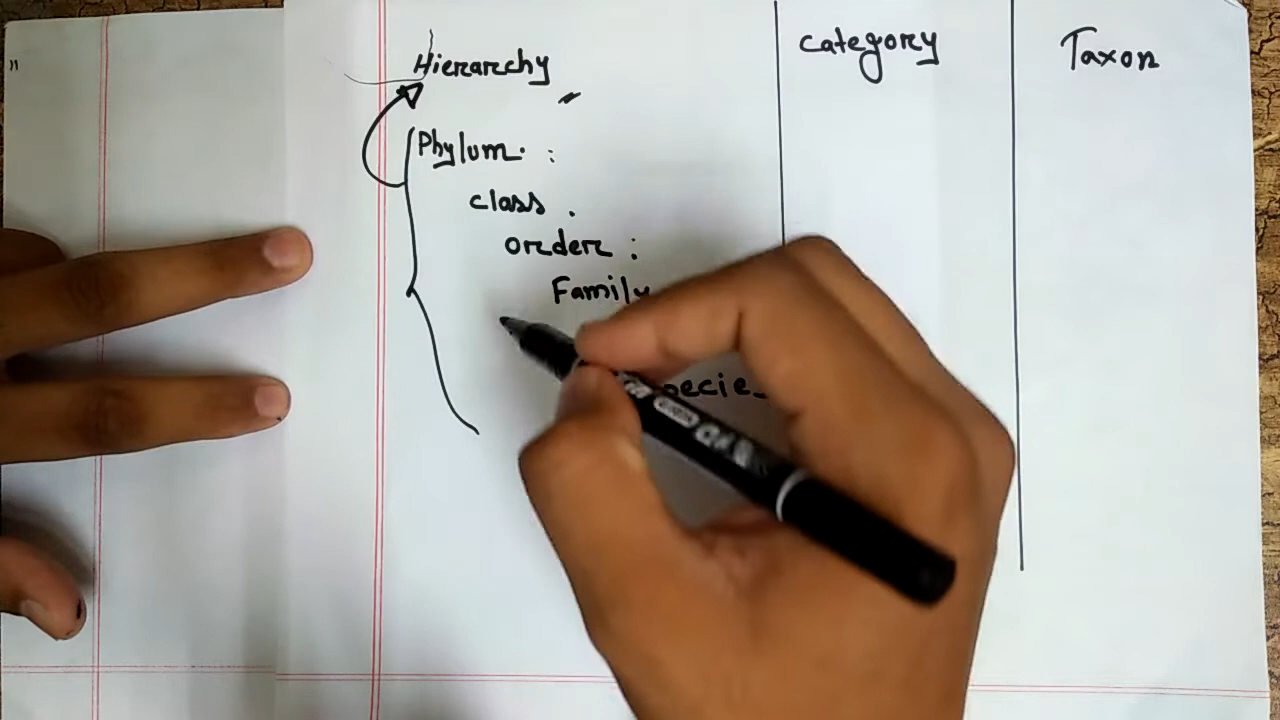 Hierarchy
category
Taxon
Phylum. :
class .
order :
Family